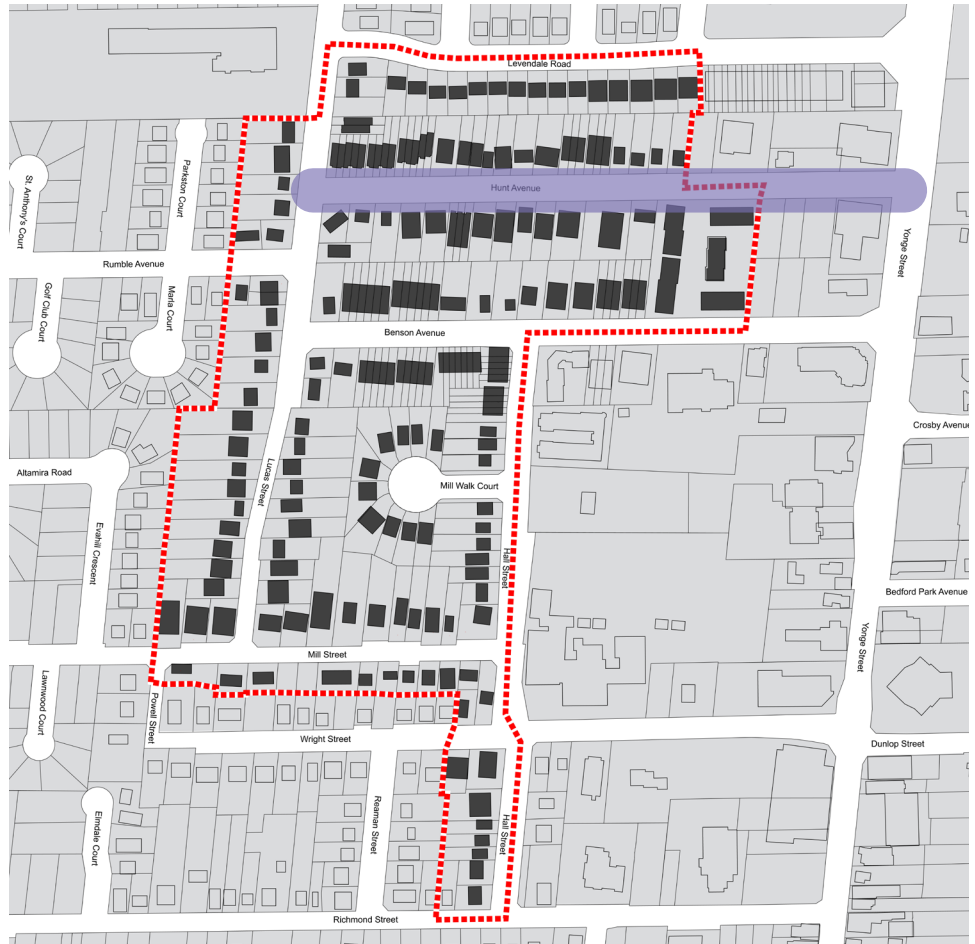 Levendale Road
Parkston Court
St. Anthony's Court
Hunt Avenue
Yonge Street
Rumble Avenue
Golf Club Court
Marla Court
Benson Avenue
Crosby Avenue
Altamira Road
Lucas Street
Mill Walk Court
Evahill Crescent
Hall Street
Bedford Park Avenue
Yonge Street
Mill Street
Lawnwood Court
Powell Street
Wright Street
Dunlop Street
Elmdale Court
Reaman Street
Hall Street
Richmond Street